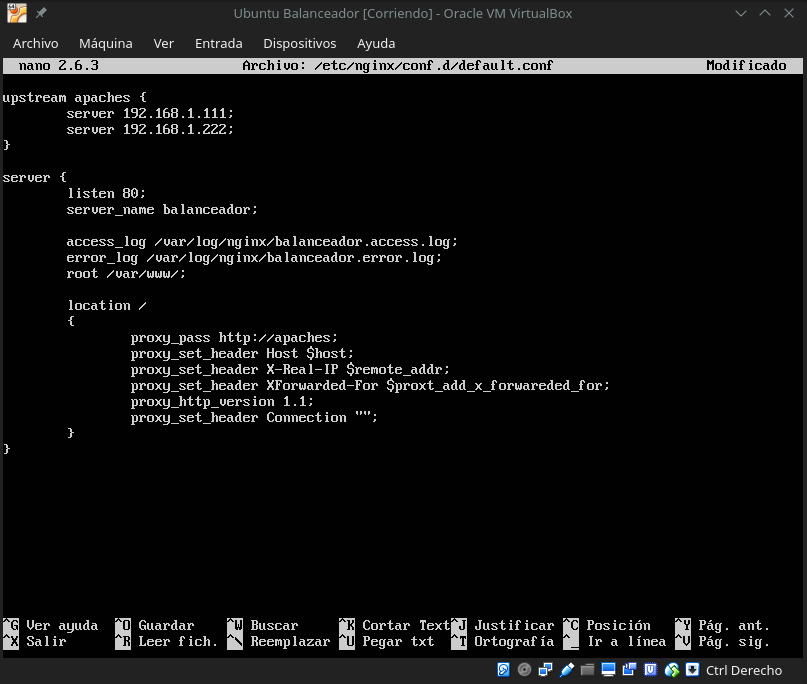 Ubuntu Balanceador [Corriendo] - Oracle VM VirtualBox
Archivo Máquina Ver Entrada Dispositivos Ayuda
nano 2.6.3 Archivo: /etc/nginx/conf.d/default.conf Modificado
upstream apaches {
server 192.168.1.111;
server 192.168.1.222;
}
server {
listen 80;
server_name balanceador;
access_log /var/log/nginx/balanceador.access.log;
error_log /var/log/nginx/balanceador.error.log;
root /var/www/;
location /
{
proxy_pass http://apaches;
proxy_set_header Host $host;
proxy_set_header X-Real-IP $remote_addr;
proxy_set_header XForwarded-For $proxt_add_x_forwareded_for;
proxy_http_version 1.1;
proxy_set_header Connection "";
}
}
^G Ver ayuda ^O Guardar ^W Buscar ^K Cortar Text ^J Justificar ^C Posición ^Y Pág. ant.
^X Salir ^R Leer fich. ^\ Reemplazar ^U Pegar txt ^T Ortografía ^_ Ir a línea ^V Pág. sig.
Ctrl Derecho